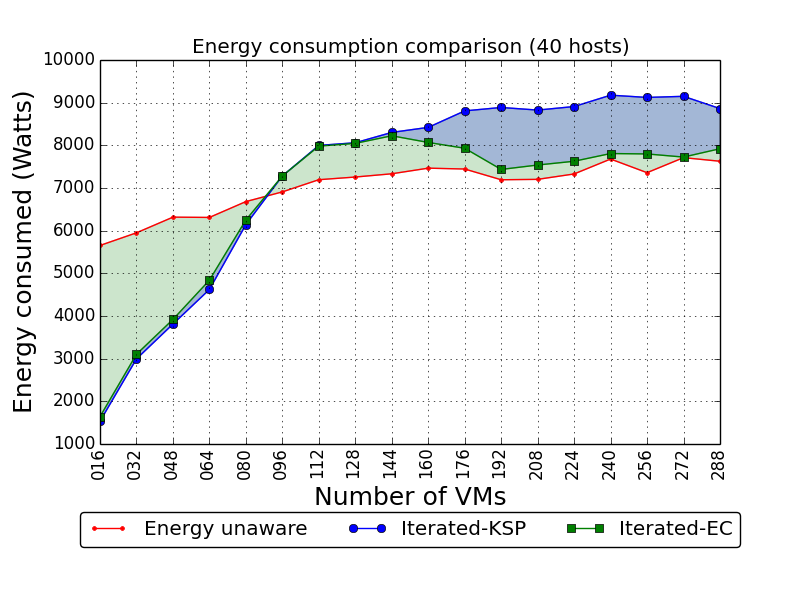 Energy consumption comparison (40 hosts)
10000
9000
8000
7000
6000
5000
4000
3000
2000
1000
Energy consumed (Watts)
016 032 048 064 080 096 112 128 144 160 176 192 208 224 240 256 272 288
Number of VMs
Energy unaware Iterated-KSP Iterated-EC